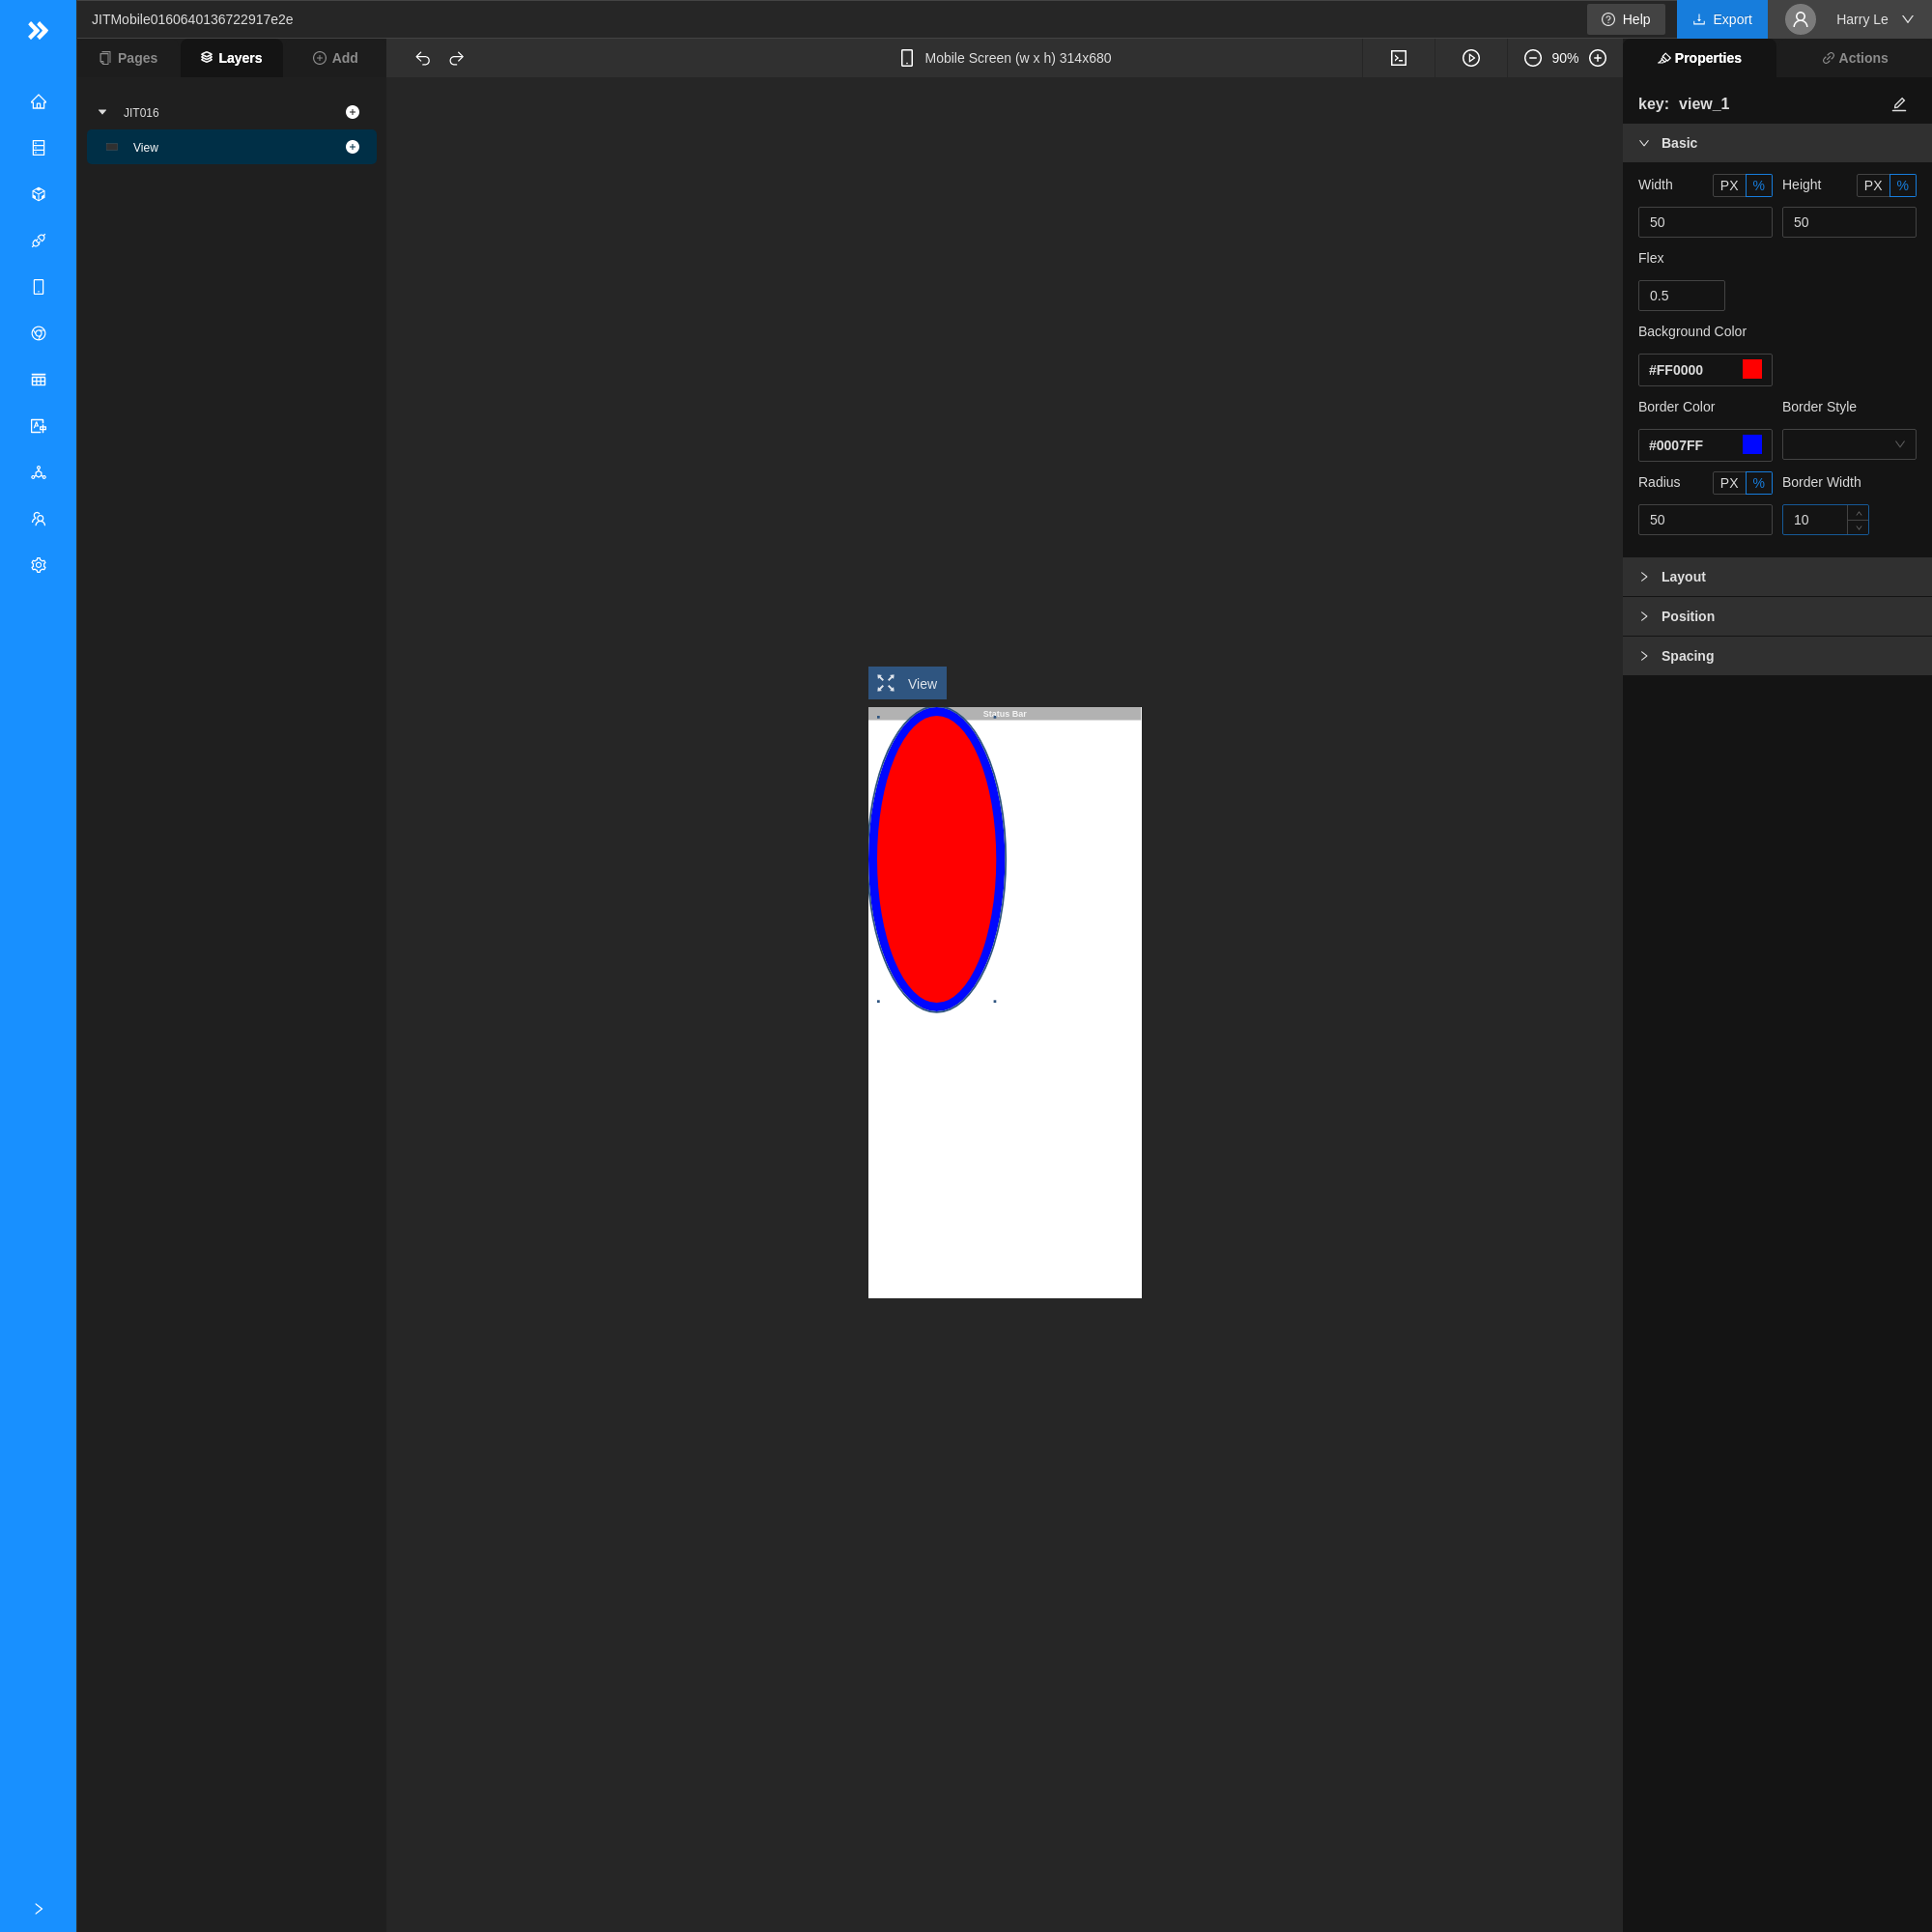 JITMobile0160640136722917e2e
Help
Export
Harry Le
Pages
Layers
Add
Mobile Screen (w x h) 314x680
90%
Properties
Actions
JIT016
View
key: view_1
Basic
Width PX % Height PX %
50 50
Flex
0.5
Background Color
#FF0000
Border Color Border Style
#0007FF
Radius PX % Border Width
50 10
Layout
Position
Spacing
View
Status Bar